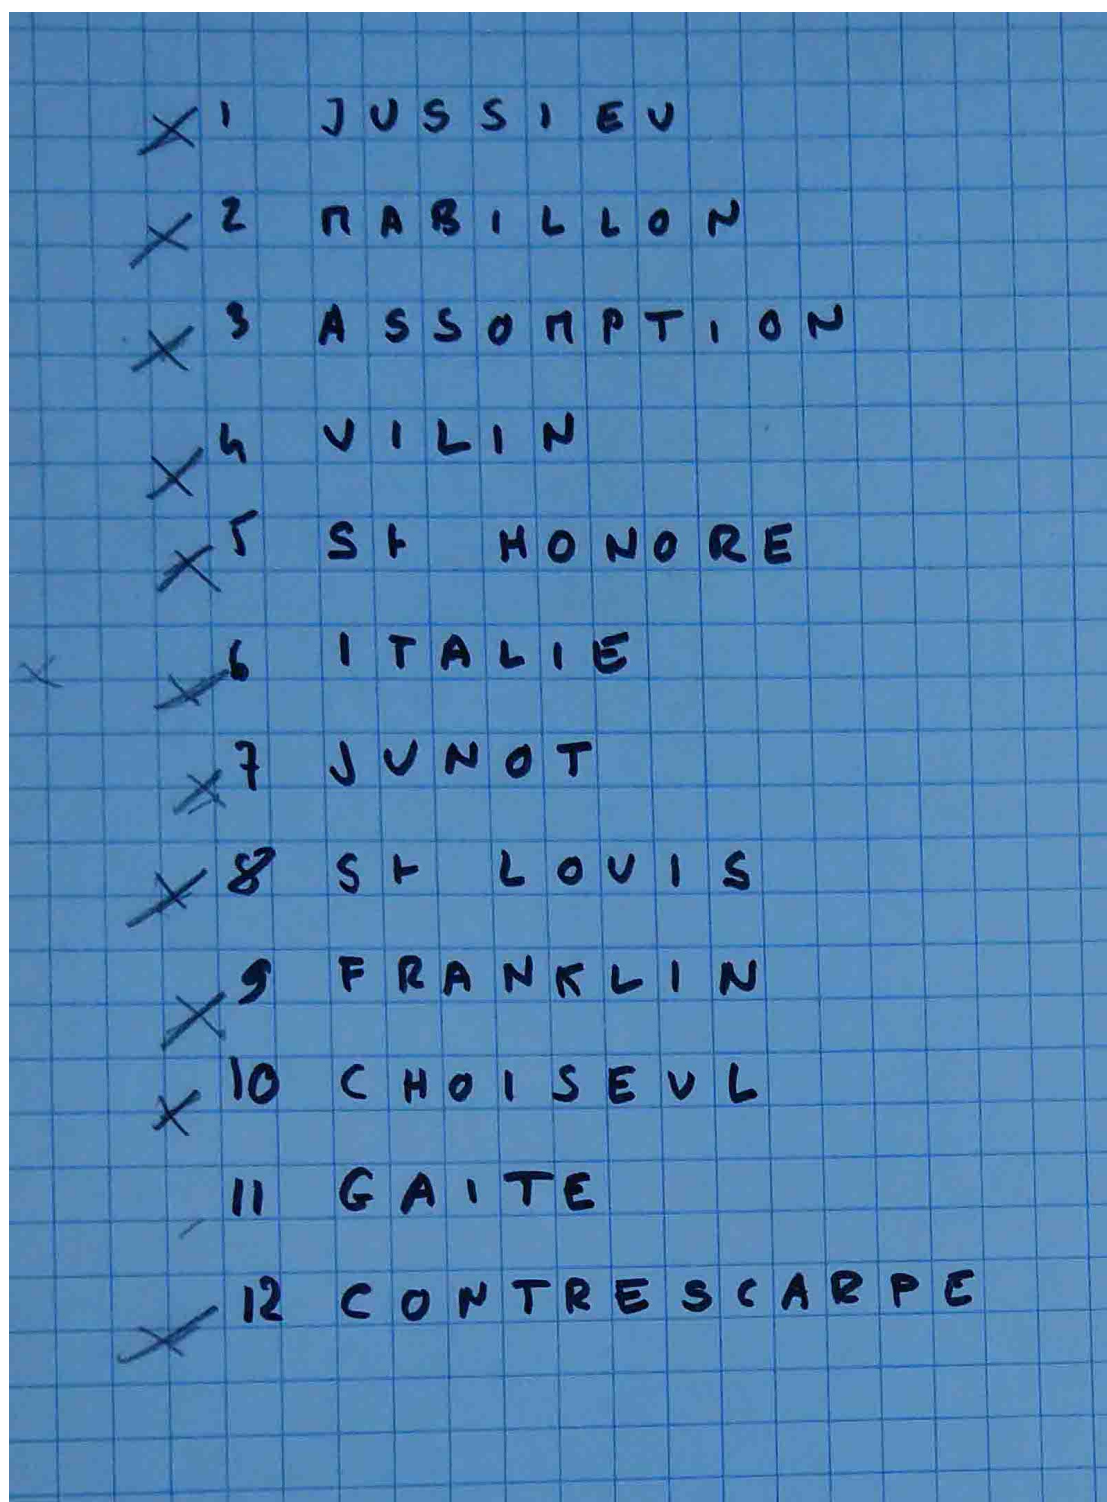 1 JUSSIEU
2 MABILLON
3 ASSOMPTION
4 VILIN
5 St HONORE
6 ITALIE
7 JUNOT
8 St LOUIS
9 FRANKLIN
10 CHOISEUL
11 GAITE
12 CONTRESCARPE